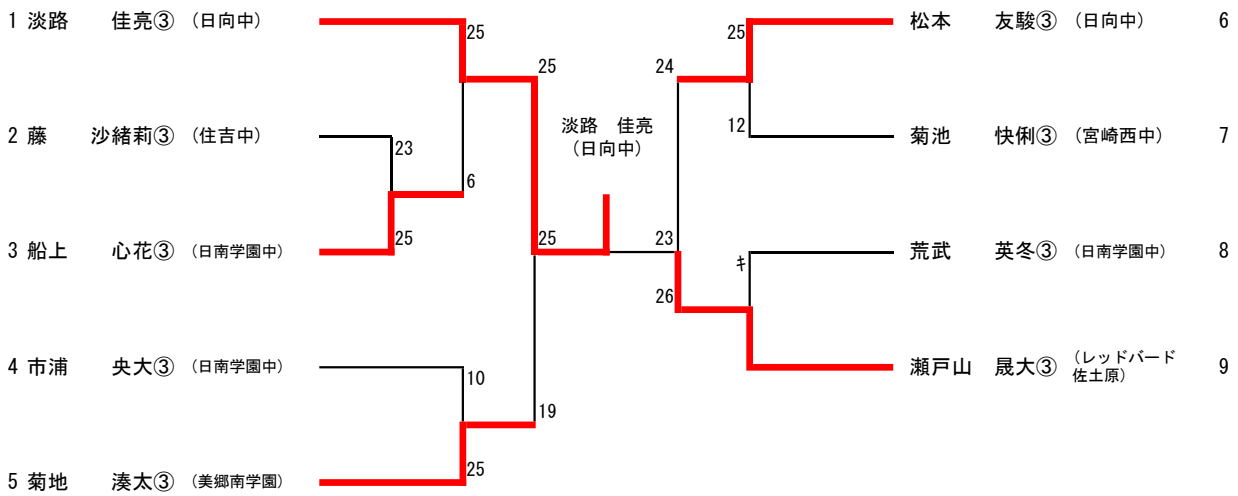 1 淡路 佳亮③ (日向中)
25
25
松本 友駿③ (日向中) 6
25
24
淡路 佳亮
(日向中)
2 藤 沙緒莉③ (住吉中)
23
6
菊池 快俐③ (宮崎西中) 7
12
3 船上 心花③ (日南学園中)
25
25
23
荒武 英冬③ (日南学園中) 8
キ
26
4 市浦 央大③ (日南学園中)
10
19
瀬戸山 晟大③ (レッドバード
佐土原) 9
5 菊地 湊太③ (美郷南学園)
25